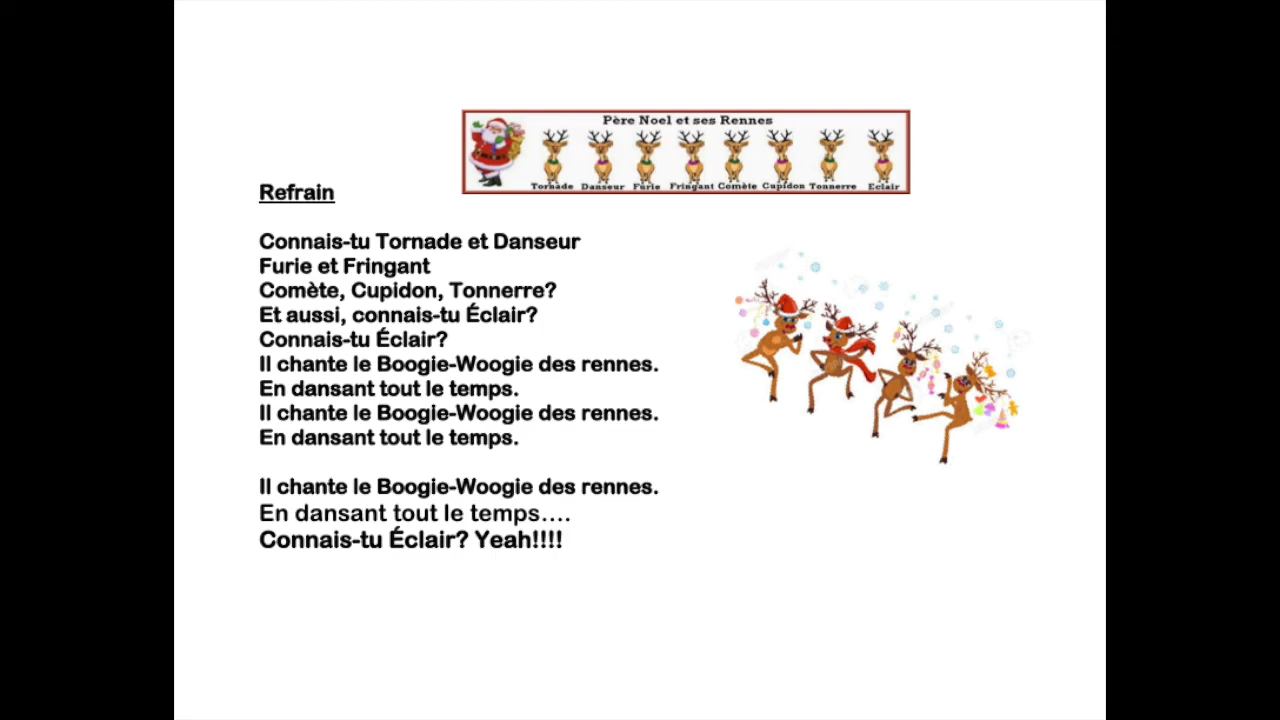 Père Noel et ses Rennes
Tornade Danseur Furie Fringant Comète Cupidon Tonnerre Eclair
Refrain
Connais-tu Tornade et Danseur
Furie et Fringant
Comète, Cupidon, Tonnerre?
Et aussi, connais-tu Éclair?
Connais-tu Éclair?
Il chante le Boogie-Woogie des rennes.
En dansant tout le temps.
Il chante le Boogie-Woogie des rennes.
En dansant tout le temps.
Il chante le Boogie-Woogie des rennes.
En dansant tout le temps....
Connais-tu Éclair? Yeah!!!!